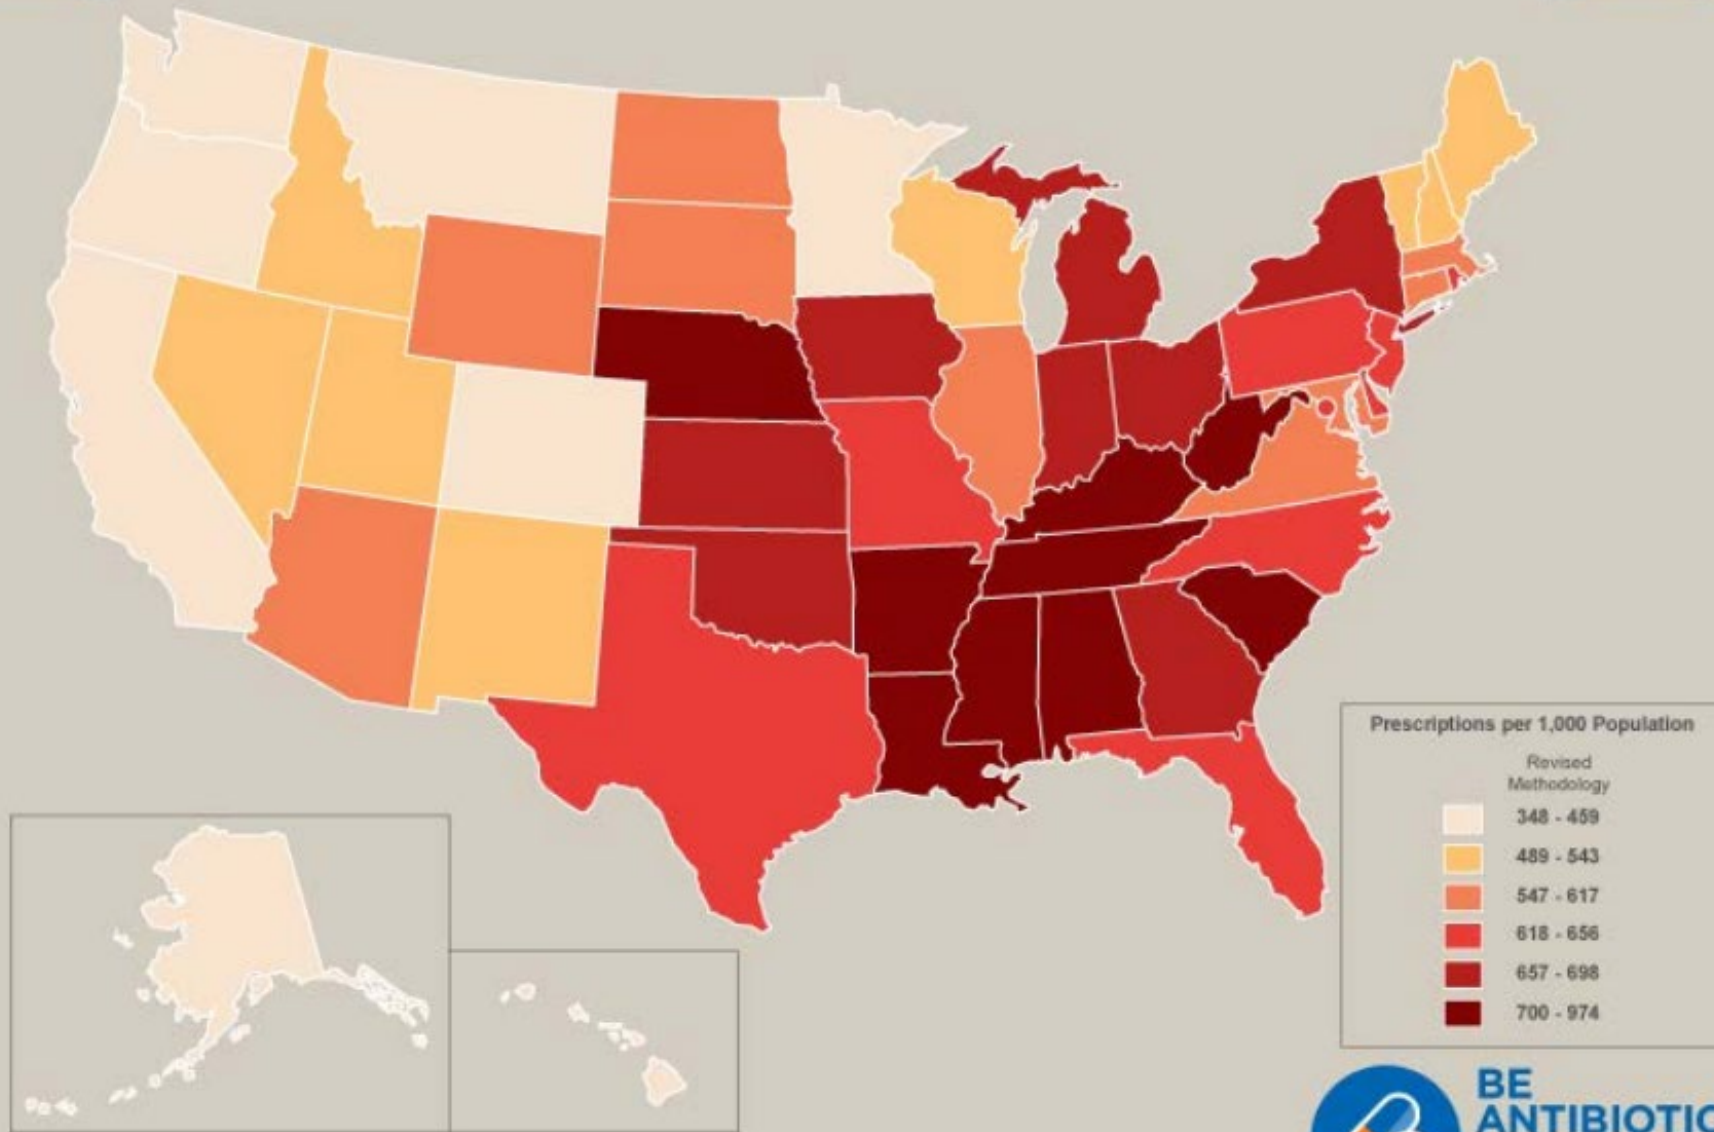 Prescriptions per 1,000 Population
Revised
Methodology
348 - 459
489 - 543
547 - 617
618 - 656
657 - 698
700 - 974
BE
ANTIBIOTIC